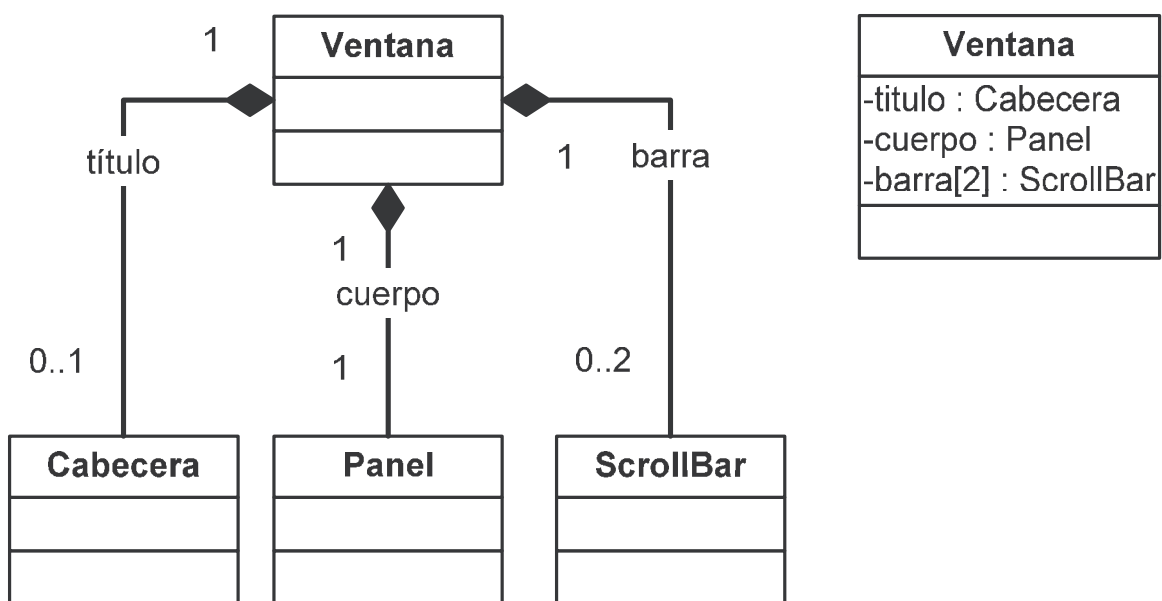 1
Ventana
título
1
barra
1
cuerpo
0..1
1
0..2
Cabecera
Panel
ScrollBar
Ventana
-titulo : Cabecera
-cuerpo : Panel
-barra[2] : ScrollBar